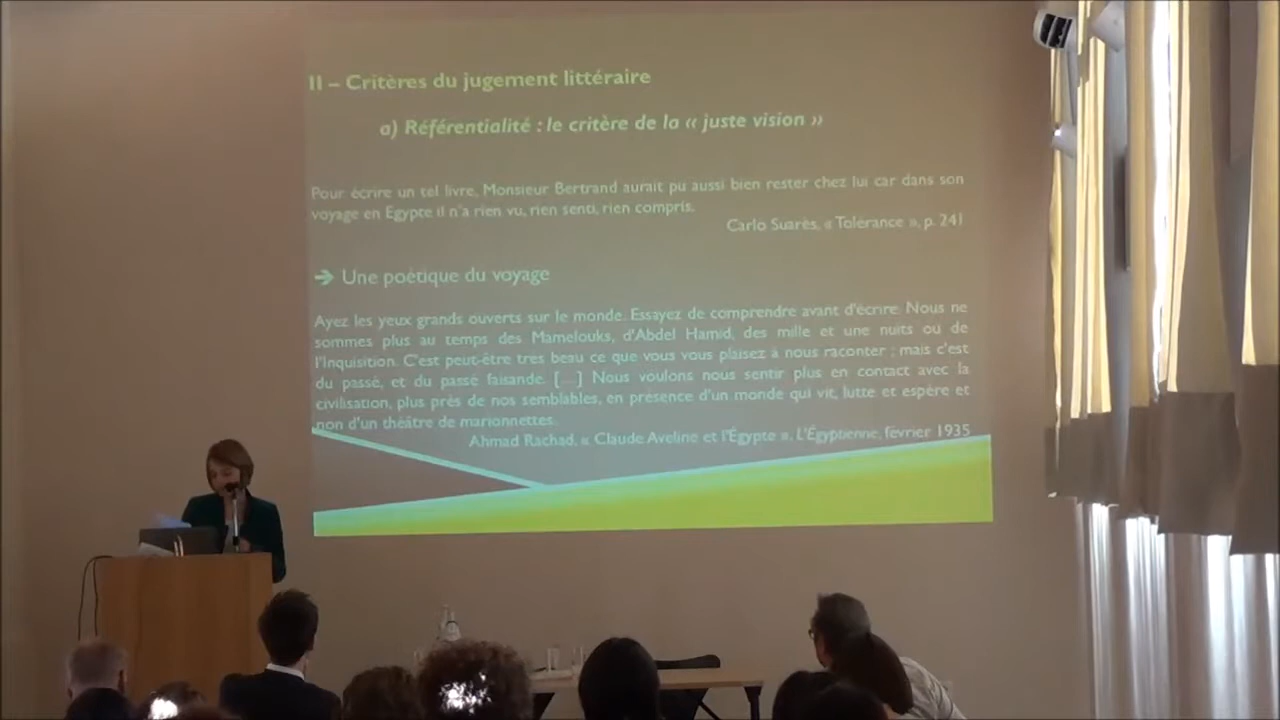 II – Critères du jugement littéraire
a) Référentialité : le critère de la « juste vision »
Pour écrire un tel livre, Monsieur Bertrand aurait pu aussi bien rester chez lui car dans son
voyage en Egypte il n'a rien vu, rien senti, rien compris.
Carlo Suarès, « Tolérance », p. 241
➔ Une poétique du voyage
Ayez les yeux grands ouverts sur le monde. Essayez de comprendre avant d'écrire. Nous ne
sommes plus au temps des Mamelouks, d'Abdel Hamid, des mille et une nuits ou de
l'Inquisition. C'est peut-être très beau ce que vous vous plaisez à nous raconter ; mais c'est
du passé, et du passé faisandé. [...] Nous voulons nous sentir plus en contact avec la
civilisation, plus près de nos semblables, en présence d'un monde qui vit, lutte et espère et
non d'un théâtre de marionnettes.
Ahmad Rachad, « Claude Aveline et l'Égypte », L'Égyptienne, février 1935